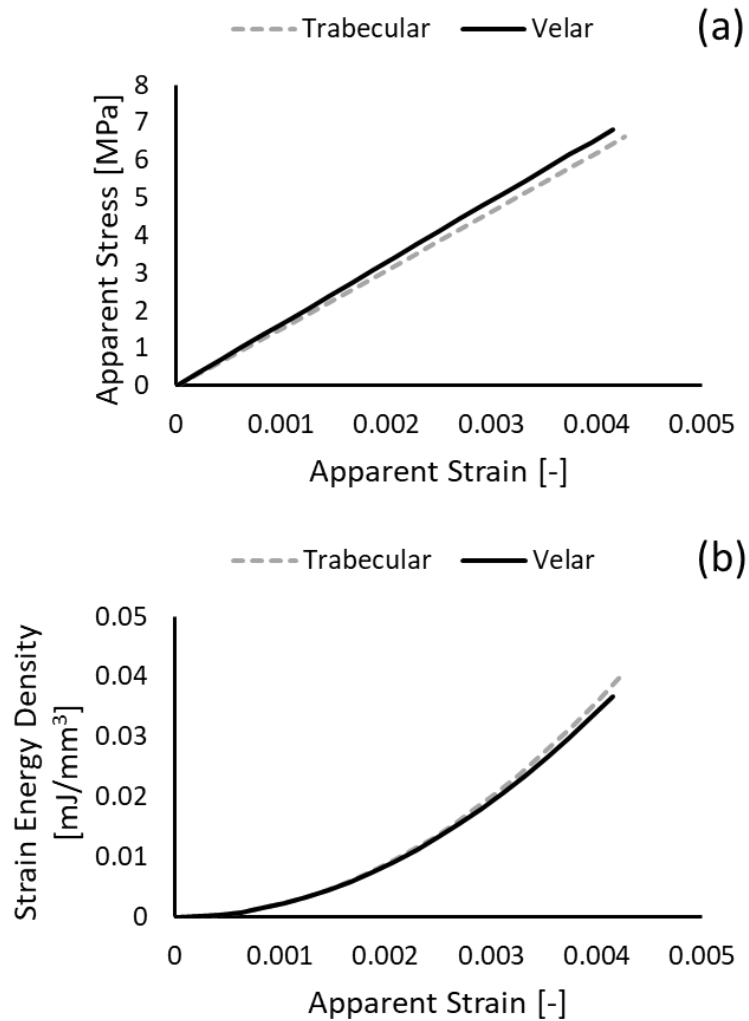 Trabecular Velar (a)
8
7
6
5
4
3
2
1
0
Apparent Stress [MPa]
0 0.001 0.002 0.003 0.004 0.005
Apparent Strain [-]
Trabecular Velar (b)
0.05
0.04
0.03
0.02
0.01
0
Strain Energy Density
[mJ/mm³]
0 0.001 0.002 0.003 0.004 0.005
Apparent Strain [-]